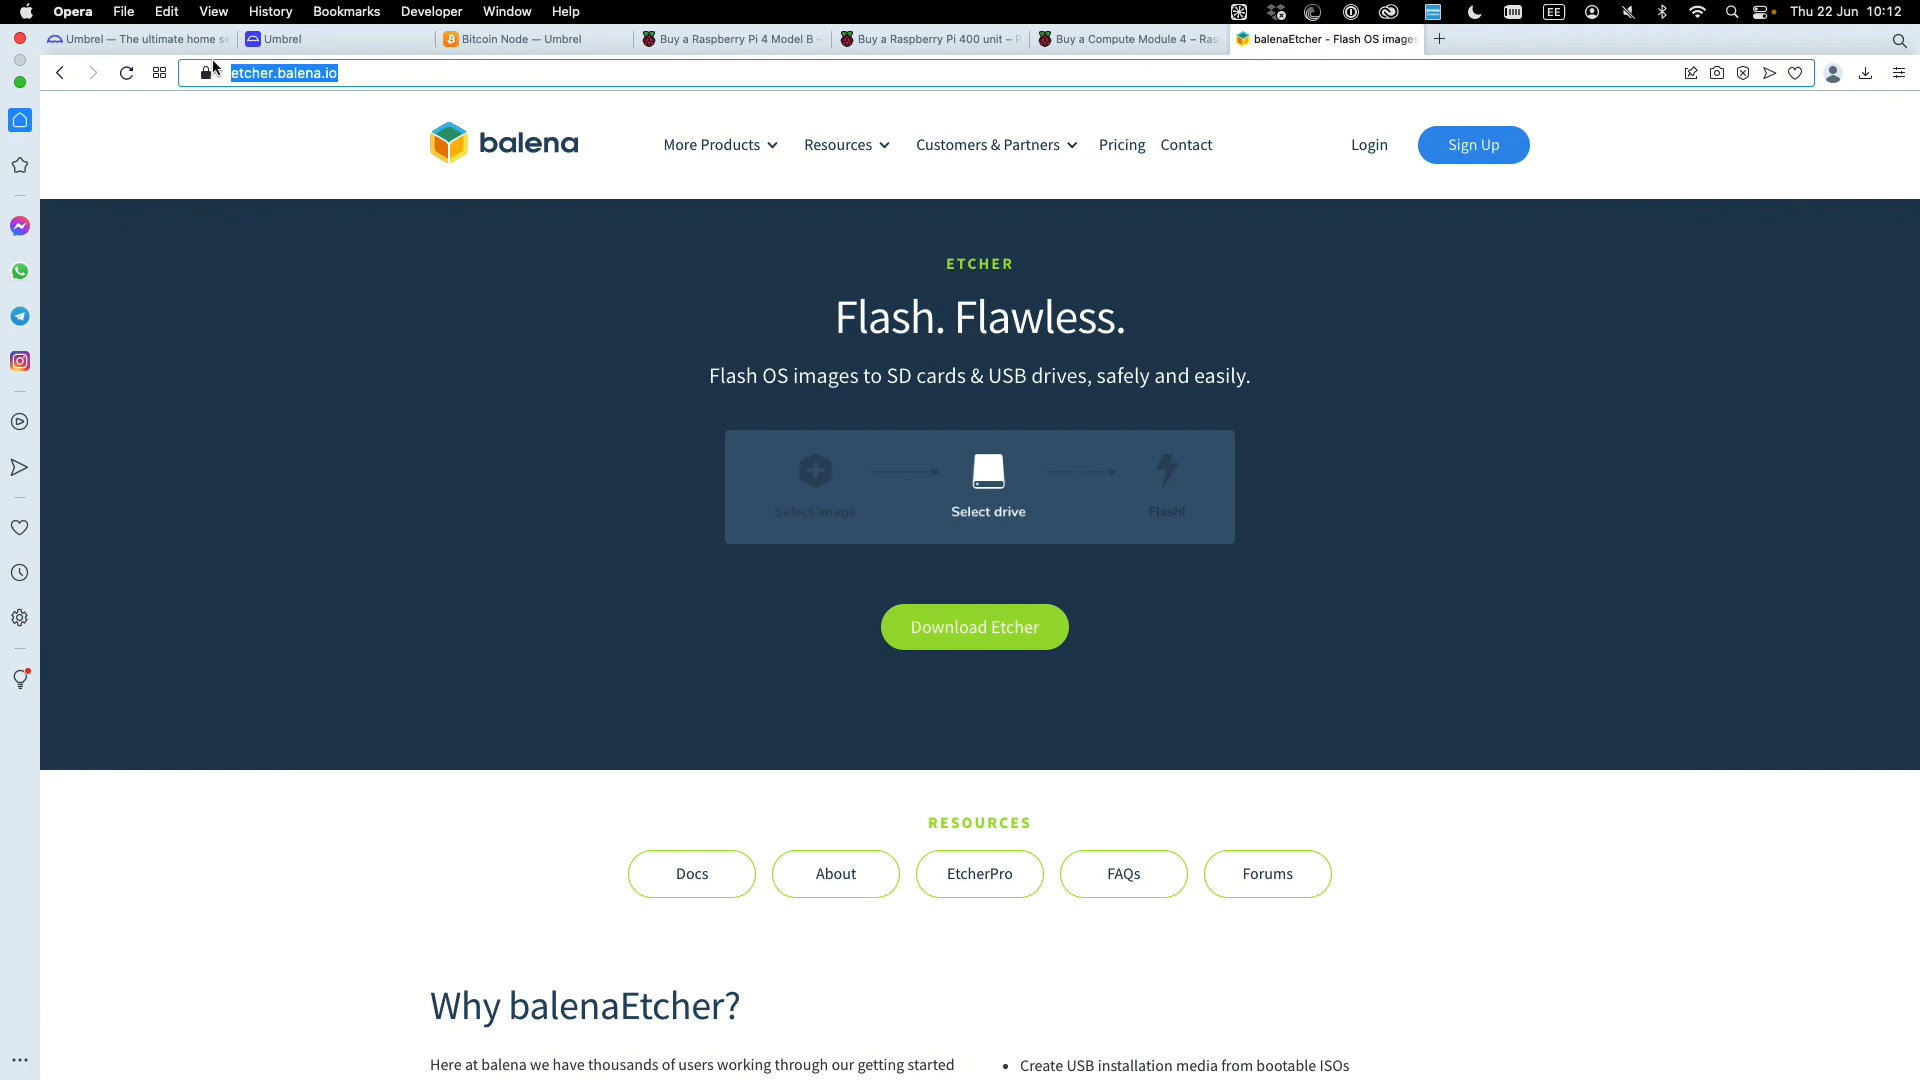 Opera File Edit View History Bookmarks Developer Window Help EE Thu 22 Jun 10:12
Umbrel — The ultimate home se Umbrel Bitcoin Node — Umbrel Buy a Raspberry Pi 4 Model B – Buy a Raspberry Pi 400 unit – R Buy a Compute Module 4 – Ras balenaEtcher - Flash OS images
etcher.balena.io
balena More Products Resources Customers & Partners Pricing Contact Login Sign Up
ETCHER
Flash. Flawless.
Flash OS images to SD cards & USB drives, safely and easily.
Select image Select drive Flash!
Download Etcher
RESOURCES
Docs About EtcherPro FAQs Forums
Why balenaEtcher?
Here at balena we have thousands of users working through our getting started
• Create USB installation media from bootable ISOs